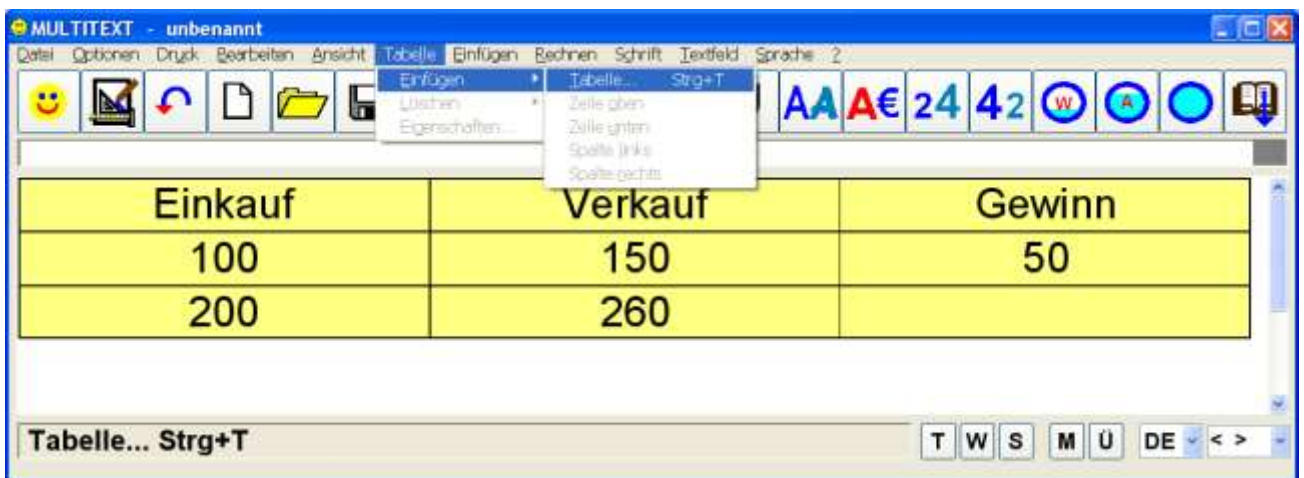 MULTITEXT - unbenannt
Datei Optionen Druck Bearbeiten Ansicht Tabelle Einfügen Rechnen Schrift Textfeld Sprache ?
Einfügen
Löschen
Eigenschaften...
Tabelle... Strg+T
Zeile oben
Zeile unten
Spalte links
Spalte rechts
AA A€ 24 42 W A
Einkauf Verkauf Gewinn
100 150 50
200 260
Tabelle... Strg+T T W S M Ü DE < >